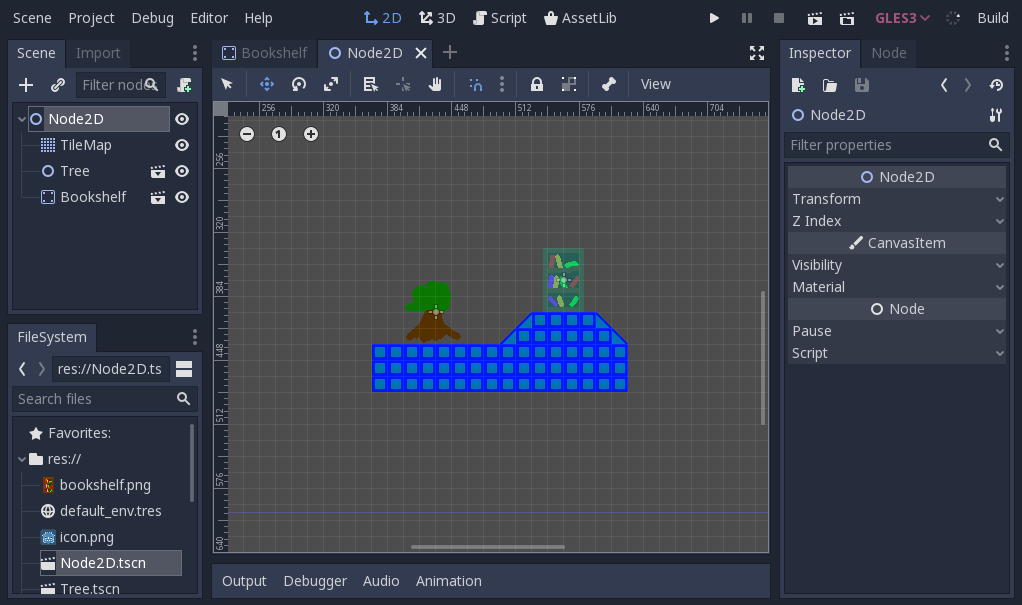 Scene Project Debug Editor Help 2D 3D Script AssetLib GLES3 Build
Scene Import Bookshelf Node2D Inspector Node
Filter nodes View
Node2D
TileMap
Tree
Bookshelf
256 320 384 448 512 576 640 704
256
320
384
448
512
576
640
1
Node2D
Filter properties
Node2D
Transform
Z Index
CanvasItem
Visibility
Material
Node
Pause
Script
FileSystem
res://Node2D.ts
Search files
Favorites:
res://
bookshelf.png
default_env.tres
icon.png
Node2D.tscn
Tree.tscn
Output Debugger Audio Animation